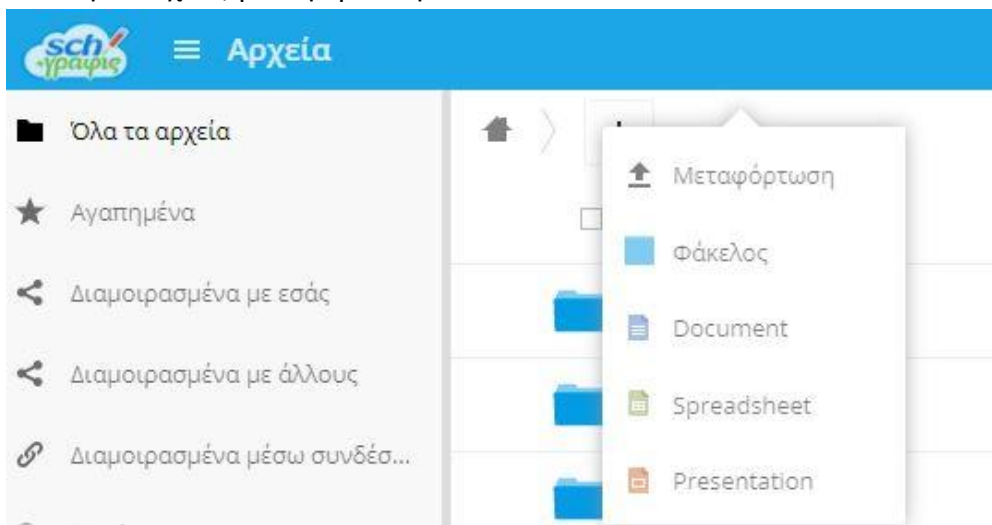 sch
γραφις
Αρχεία
Όλα τα αρχεία
Αγαπημένα
Διαμοιρασμένα με εσάς
Διαμοιρασμένα με άλλους
Διαμοιρασμένα μέσω συνδέσ...
Μεταφόρτωση
Φάκελος
Document
Spreadsheet
Presentation